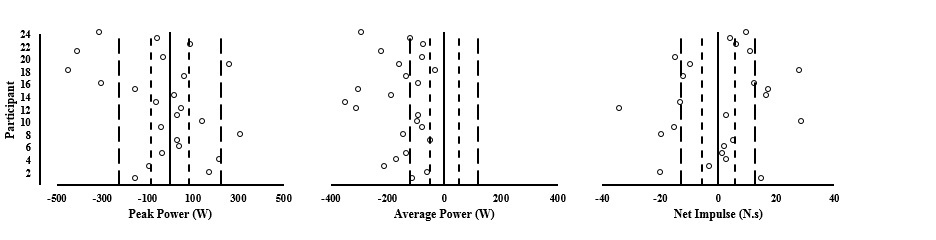 Participant
24
22
20
18
16
14
12
10
8
6
4
2
-500 -300 -100 100 300 500
Peak Power (W)
-400 -200 0 200 400
Average Power (W)
-40 -20 0 20 40
Net Impulse (N.s)